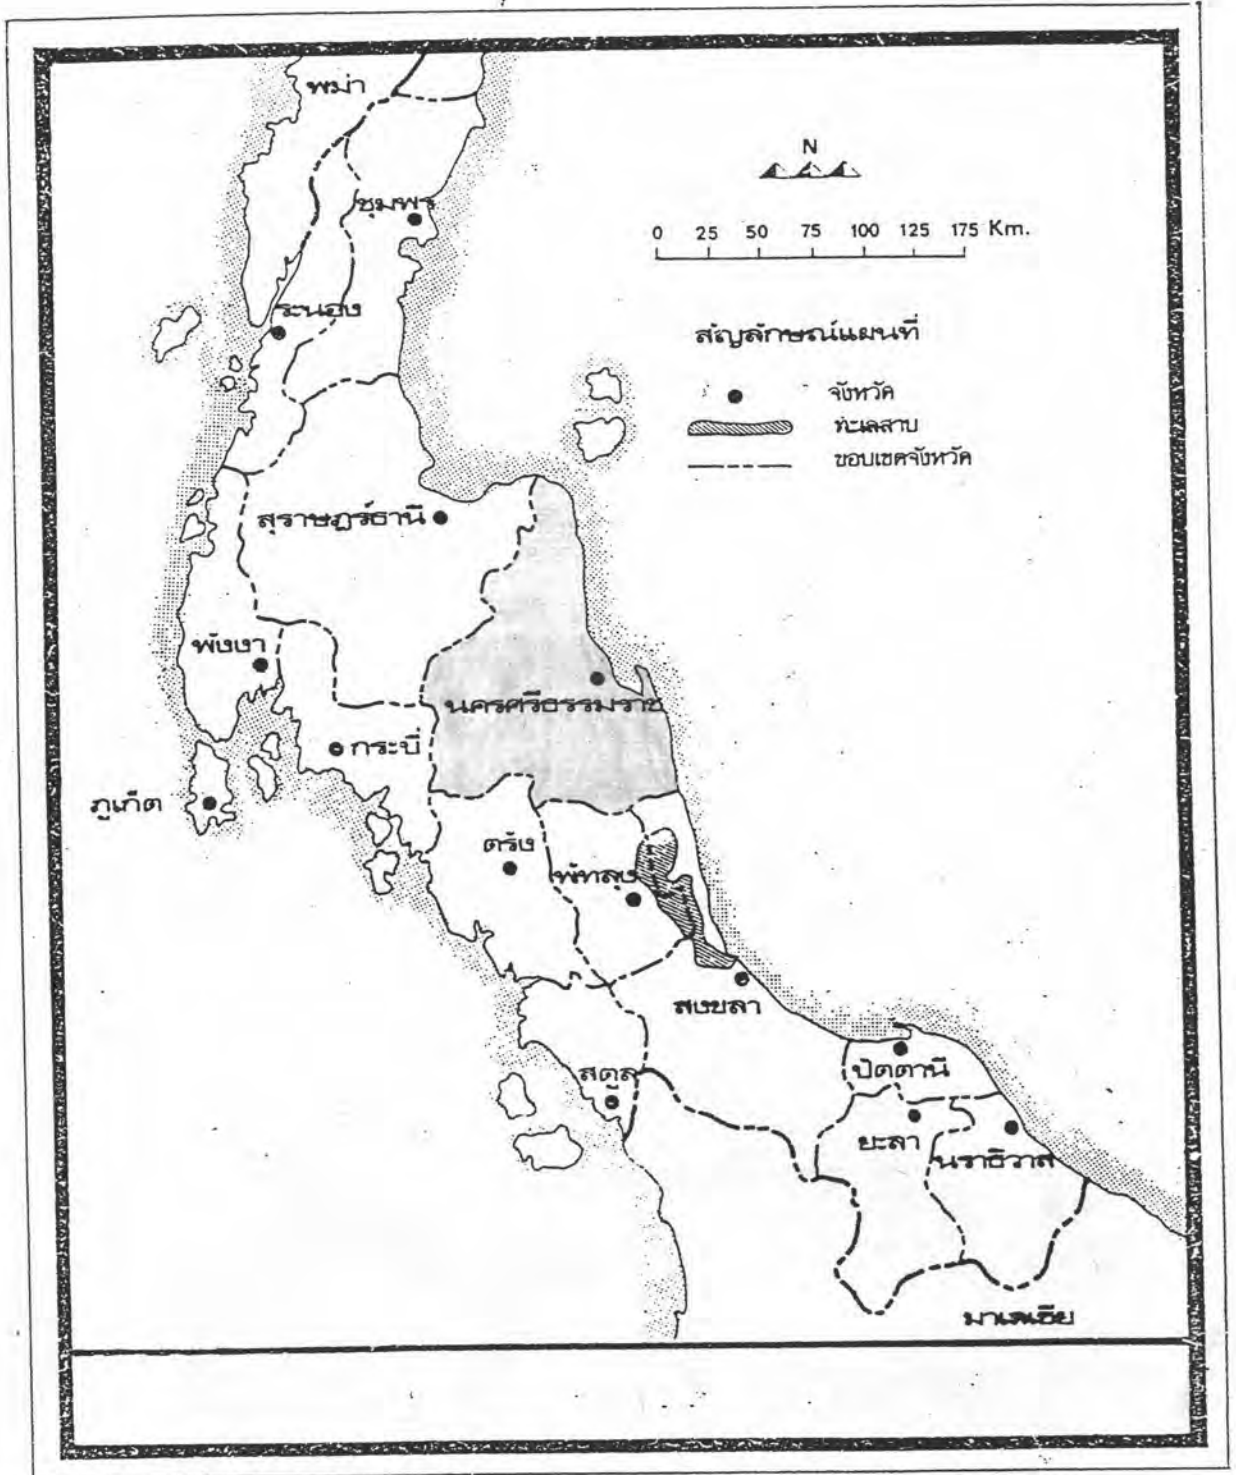 พม่า
N
ชุมพร
0 25 50 75 100 125 175 Km.
ระนอง
สัญลักษณ์แผนที่
จังหวัด
ทะเลสาบ
ขอบเขตจังหวัด
สุราษฎร์ธานี
พังงา
นครศรีธรรมราช
กระบี่
ภูเก็ต
ตรัง
พัทลุง
สงขลา
ปัตตานี
สตูล
ยะลา
นราธิวาส
มาเลเซีย